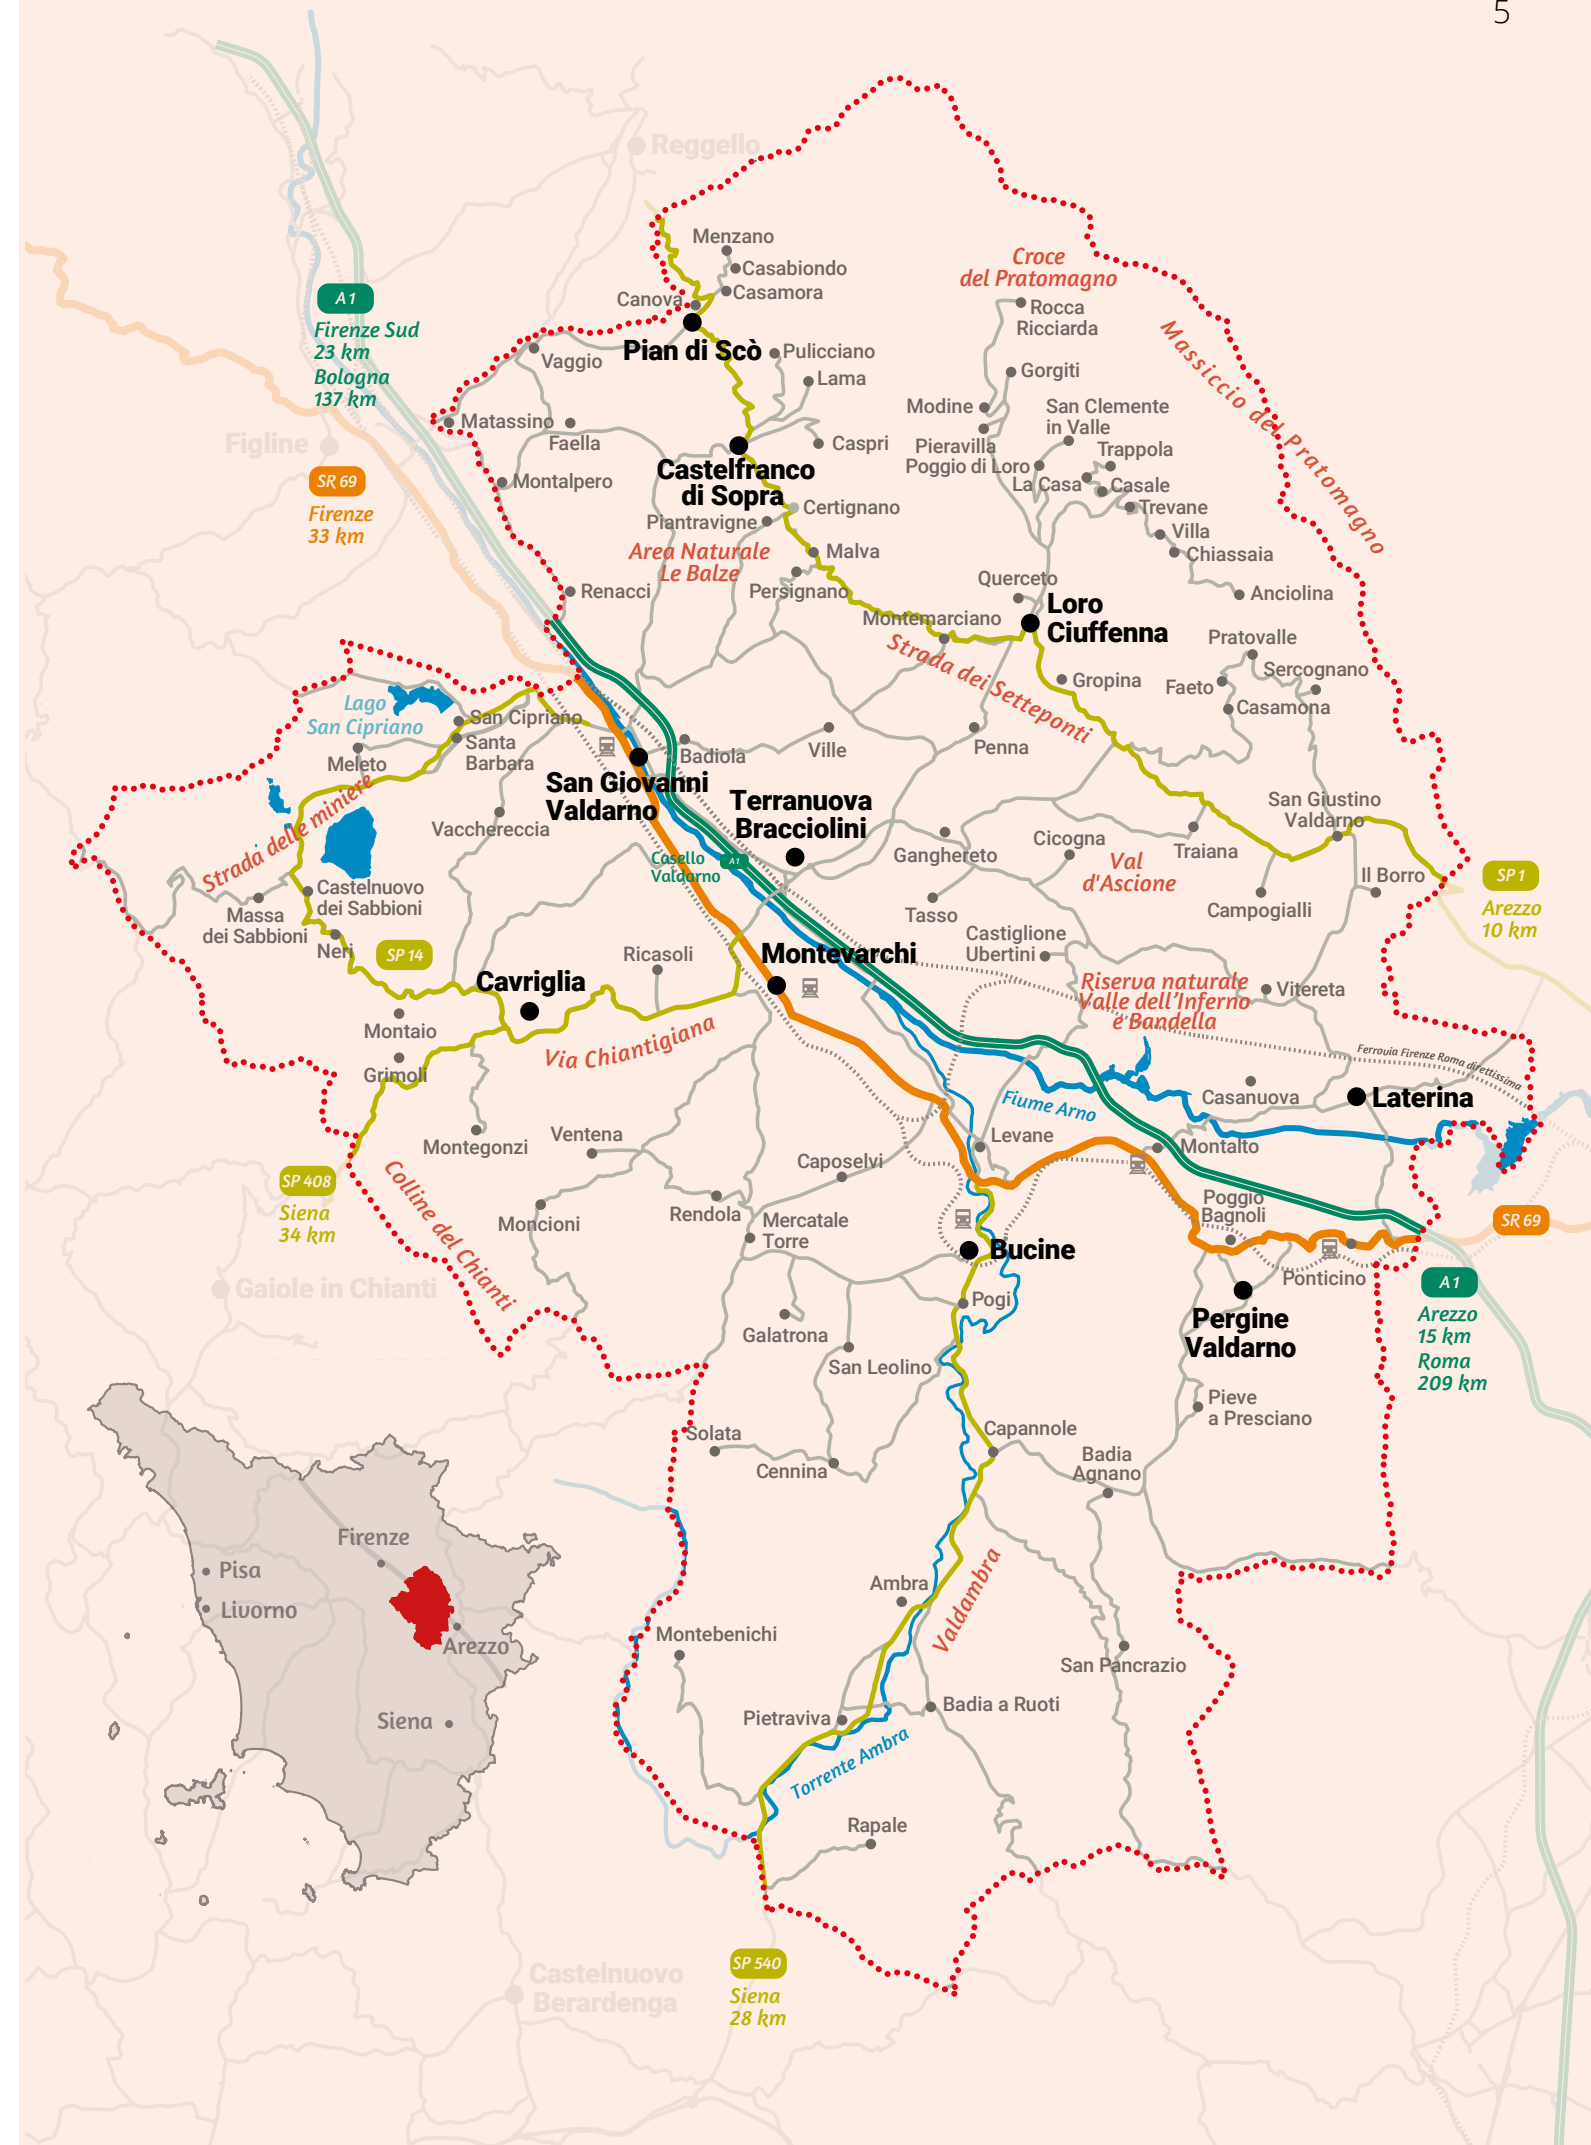 5
Reggello
Menzano
Casabiondo
Canova
Casamora
Croce
del Pratomagno
Rocca
Ricciarda
A1
Firenze Sud
23 km
Bologna
137 km
Massiccio del Pratomagno
Pian di Scò
Vaggio
Pulicciano
Lama
Gorgiti
Modine
San Clemente
in Valle
Matassino
Faella
Caspri
Pieravilla
Trappola
Figline
Castelfranco
di Sopra
Poggio di Loro
La Casa
Casale
SR 69
Firenze
33 km
Montalpero
Certignano
Trevane
Piantravigne
Villa
Area Naturale
Le Balze
Malva
Chiassaia
Renacci
Persignano
Querceto
Anciolina
Loro
Ciuffenna
Montemarciano
Strada dei Setteponti
Pratovalle
Sercognano
Gropina
Faeto
Casamona
Lago
San Cipriano
San Cipriano
Santa
Barbara
Meleto
Badiola
Ville
Penna
San Giovanni
Valdarno
Terranuova
Bracciolini
Strada delle miniere
Vacchereccia
San Giustino
Valdarno
Casello
Valdarno
A1
Ganghereto
Cicogna
Traiana
Val
d'Ascione
Il Borro
SP 1
Arezzo
10 km
Castelnuovo
dei Sabbioni
Massa
dei Sabbioni
Tasso
Campogialli
Neri
SP 14
Ricasoli
Montevarchi
Castiglione
Ubertini
Cavriglia
Riserva naturale
Valle dell'Inferno
e Bandella
Vitereta
Montaio
Via Chiantigiana
Ferrovia Firenze Roma direttissima
Grimoli
Fiume Arno
Casanuova
Laterina
Montegonzi
Ventena
Levane
Montalto
Caposelvi
SP 408
Siena
34 km
Colline del Chianti
Moncioni
Rendola
Mercatale
Torre
Poggio
Bagnoli
SR 69
Bucine
Gaiole in Chianti
Pogi
Ponticino
A1
Arezzo
15 km
Roma
209 km
Galatrona
San Leolino
Pergine
Valdarno
Pieve
a Presciano
Solata
Cennina
Capannole
Badia
Agnano
Firenze
Pisa
Livorno
Arezzo
Siena
Ambra
Valdambra
Montebenichi
San Pancrazio
Pietraviva
Badia a Ruoti
Torrente Ambra
Rapale
Castelnuovo
Berardenga
SP 540
Siena
28 km